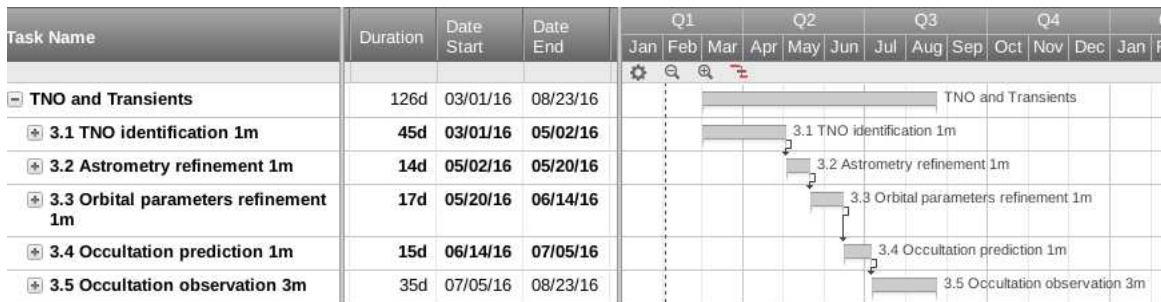 Task Name Duration Date Start Date End Q1 Q2 Q3 Q4
Jan Feb Mar Apr May Jun Jul Aug Sep Oct Nov Dec Jan
TNO and Transients 126d 03/01/16 08/23/16 TNO and Transients
3.1 TNO identification 1m 45d 03/01/16 05/02/16 3.1 TNO identification 1m
3.2 Astrometry refinement 1m 14d 05/02/16 05/20/16 3.2 Astrometry refinement 1m
3.3 Orbital parameters refinement 17d 05/20/16 06/14/16 3.3 Orbital parameters refinement 1m
1m
3.4 Occultation prediction 1m 15d 06/14/16 07/05/16 3.4 Occultation prediction 1m
3.5 Occultation observation 3m 35d 07/05/16 08/23/16 3.5 Occultation observation 3m